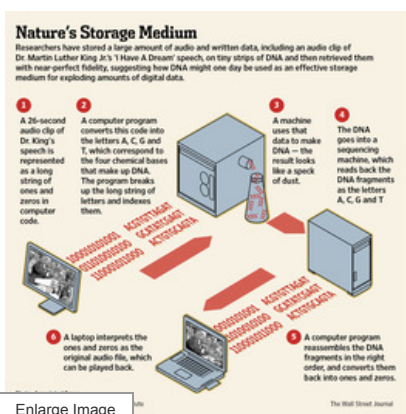 Nature's Storage Medium
Researchers have stored a large amount of audio and written data, including an audio clip of
Dr. Martin Luther King Jr.'s 'I Have A Dream' speech, on tiny strips of DNA and then retrieved them
with near-perfect fidelity, suggesting how DNA might one day be used as an effective storage
medium for exploding amounts of digital data.
1
A 26-second
audio clip of
Dr. King's
speech is
represented
as a long
string of
ones and
zeros in
computer
code.
2
A computer program
converts this code into
the letters A, C, G and
T, which correspond to
the four chemical bases
that make up DNA.
The program breaks
up the long string of
letters and indexes
them.
3
A machine
uses that
data to make
DNA — the
result looks
like a speck
of dust.
4
The DNA
goes into a
sequencing
machine, which
reads back the
DNA fragments
as the letters
A, C, G and T
5
A computer program
reassembles the DNA
fragments in the right
order, and converts them
back into ones and zeros.
6
A laptop interprets the
ones and zeros as the
original audio file, which
can be played back.
The Wall Street Journal
Enlarge Image